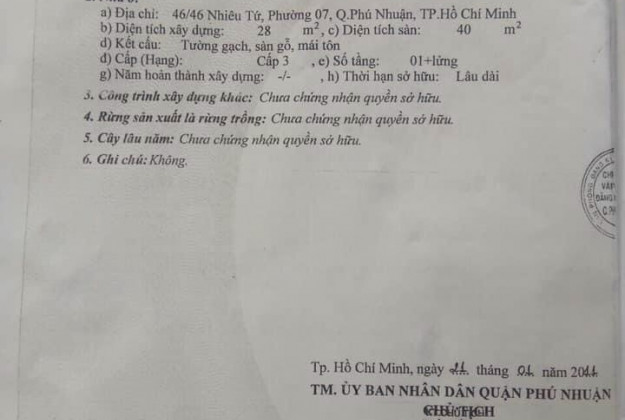 a) Địa chỉ: 46/46 Nhiêu Tứ, Phường 07, Q.Phú Nhuận, TP.Hồ Chí Minh
b) Diện tích xây dựng: 28 m², c) Diện tích sàn: 40 m²
d) Kết cấu: Tường gạch, sàn gỗ, mái tôn
đ) Cấp (Hạng): Cấp 3 , e) Số tầng: 01+lửng
g) Năm hoàn thành xây dựng: -/- , h) Thời hạn sở hữu: Lâu dài
3. Công trình xây dựng khác: Chưa chứng nhận quyền sở hữu.
4. Rừng sản xuất là rừng trồng: Chưa chứng nhận quyền sở hữu.
5. Cây lâu năm: Chưa chứng nhận quyền sở hữu.
6. Ghi chú: Không.
Tp. Hồ Chí Minh, ngày tháng năm
TM. ỦY BAN NHÂN DÂN QUẬN PHÚ NHUẬN
CHỦ TỊCH